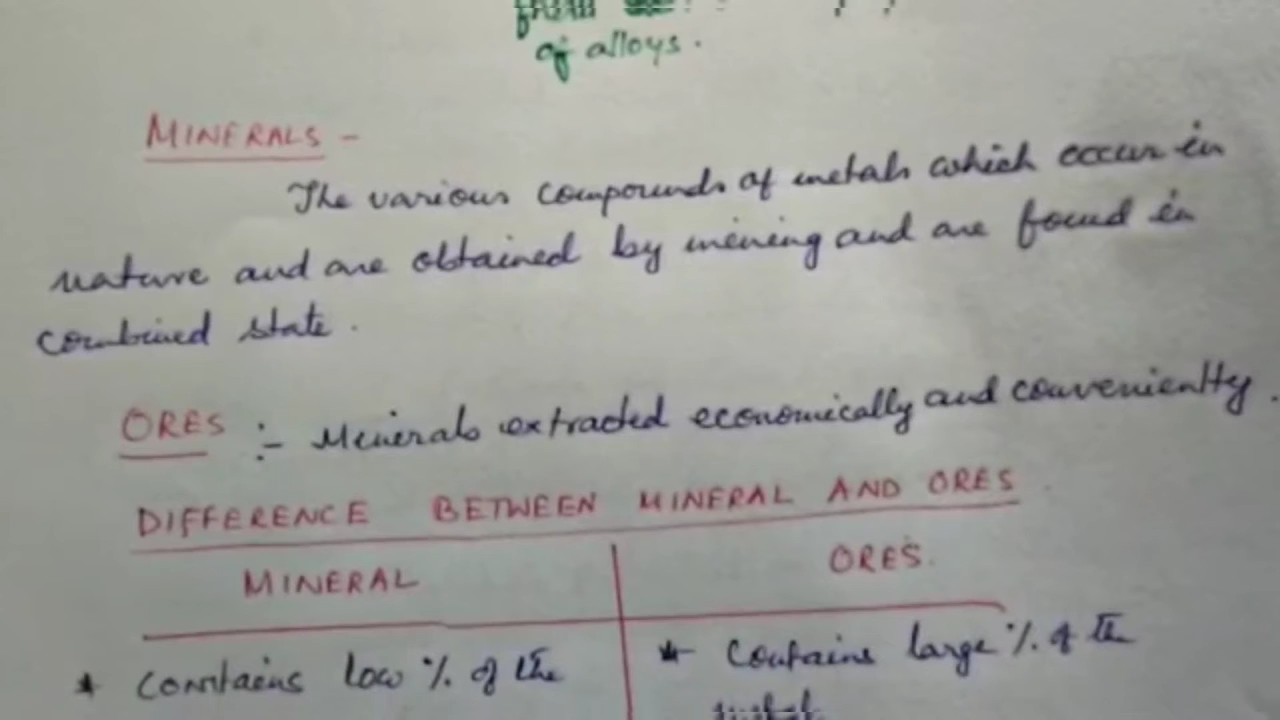 of alloys.
MINERALS -
The various compounds of metals which occur in
nature and are obtained by mining and are found in
combined state.
ORES :- Minerals extracted economically and conveniently.
DIFFERENCE BETWEEN MINERAL AND ORES
MINERAL ORES.
* Contains low % of the
* Contains large % of the